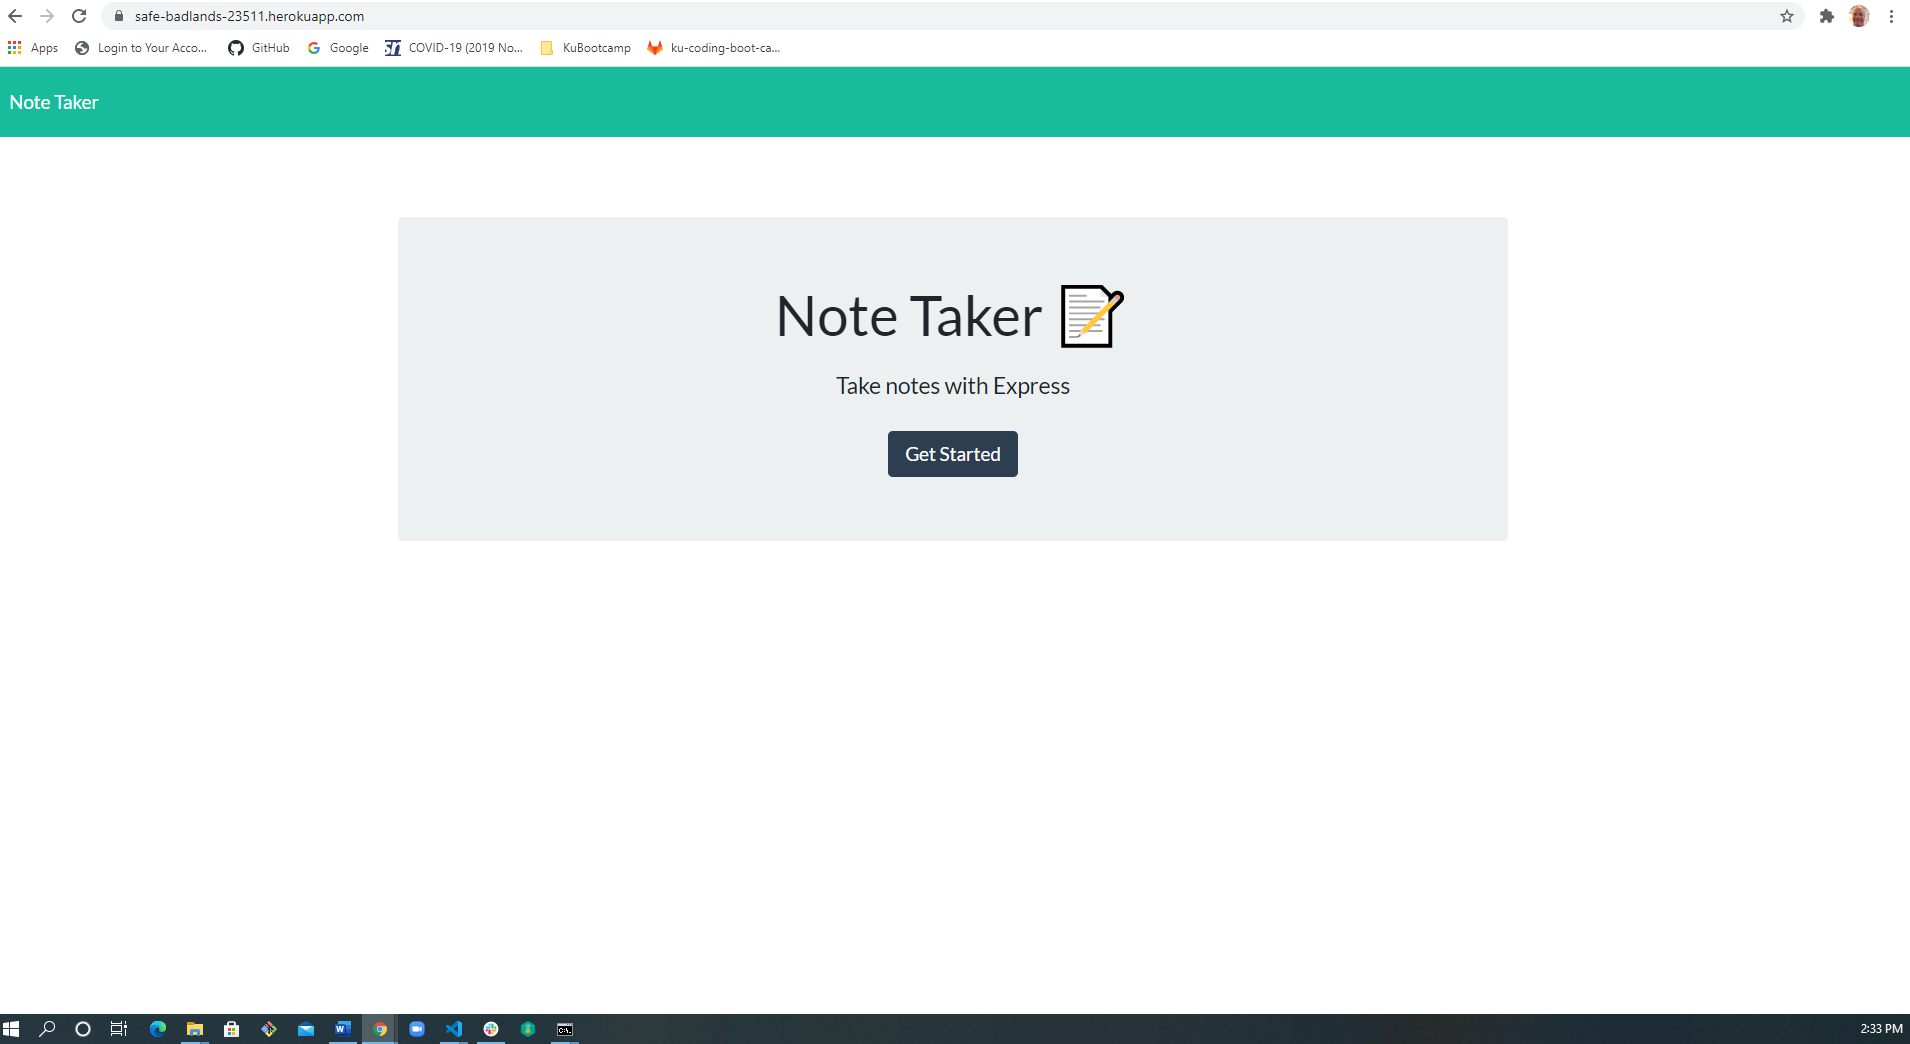 safe-badlands-23511.herokuapp.com
Apps Login to Your Acco... GitHub Google COVID-19 (2019 No... KuBootcamp ku-coding-boot-ca...
Note Taker
Note Taker
Take notes with Express
Get Started
2:33 PM